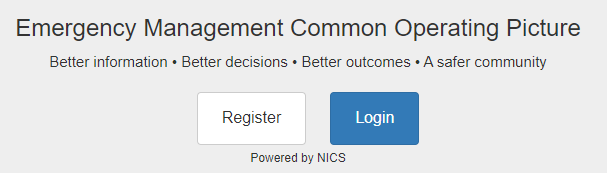 Emergency Management Common Operating Picture
Better information • Better decisions • Better outcomes • A safer community
Register Login
Powered by NICS